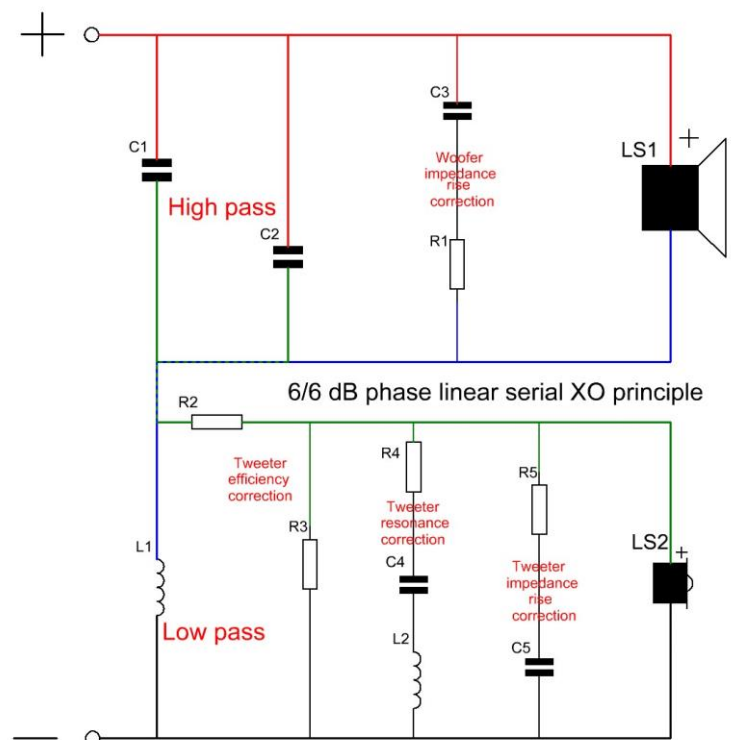 +
C3
+
C1
LS1
Woofer
impedance
rise
correction
High pass
C2
R1
6/6 dB phase linear serial XO principle
R2
R4
Tweeter
efficiency
correction
R5
Tweeter
resonance
correction
R3
L1
LS2
+
C4
Tweeter
impedance
rise
correction
Low pass
L2
C5